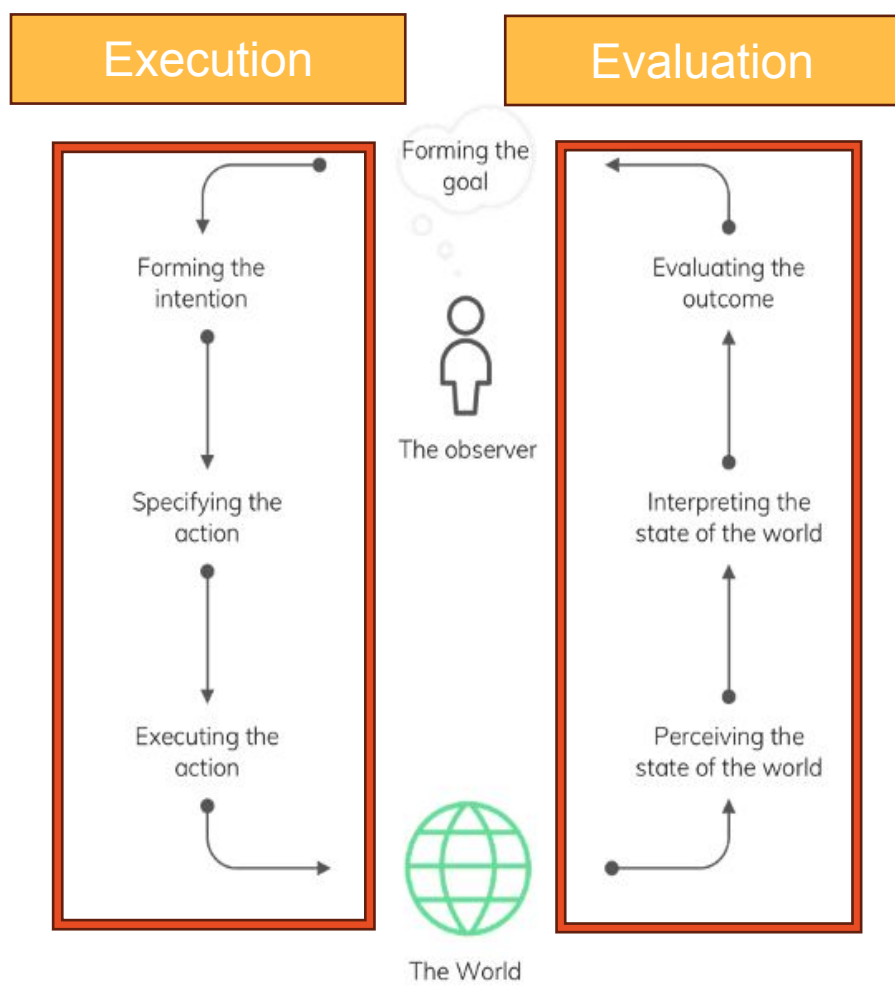 Execution
Evaluation
Forming the
goal
Forming the
intention
Evaluating the
outcome
The observer
Specifying the
action
Interpreting the
state of the world
Executing the
action
Perceiving the
state of the world
The World